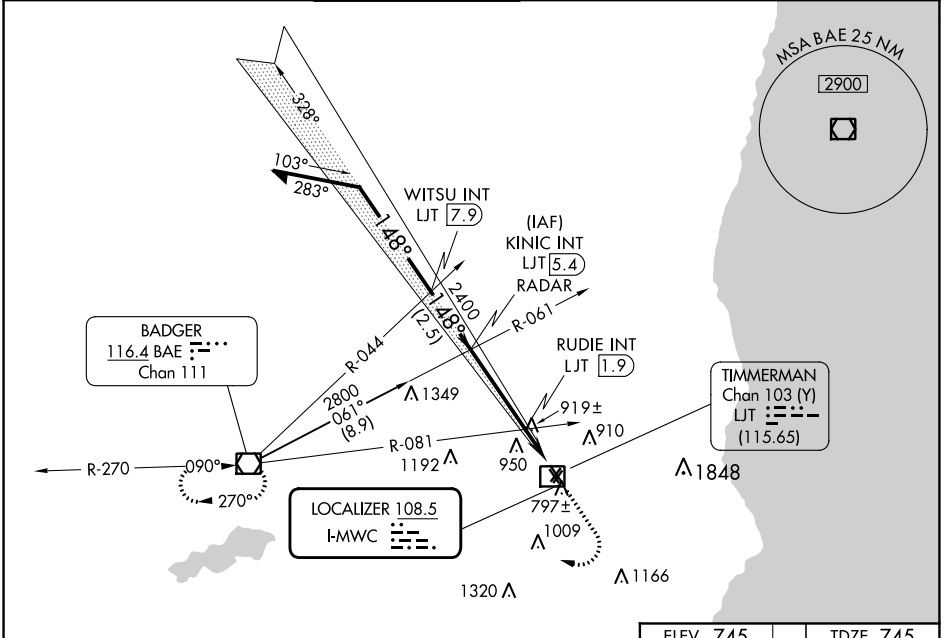 MSA BAE 25 NM
2900
328°
103°
283°
WITSU INT
LJT 7.9
(IAF)
KINIC INT
LJT 5.4
RADAR
148°
148°
2400
(2.5)
R-061
R-044
BADGER
116.4 BAE
Chan 111
2800
061°
(8.9)
1349
RUDIE INT
LJT 1.9
TIMMERMAN
Chan 103 (Y)
LJT
(115.65)
919±
910
R-081
1192
950
R-270
090°
270°
1848
LOCALIZER 108.5
I-MWC
797±
1009
1166
1320
ELEV 745
TDZE 745